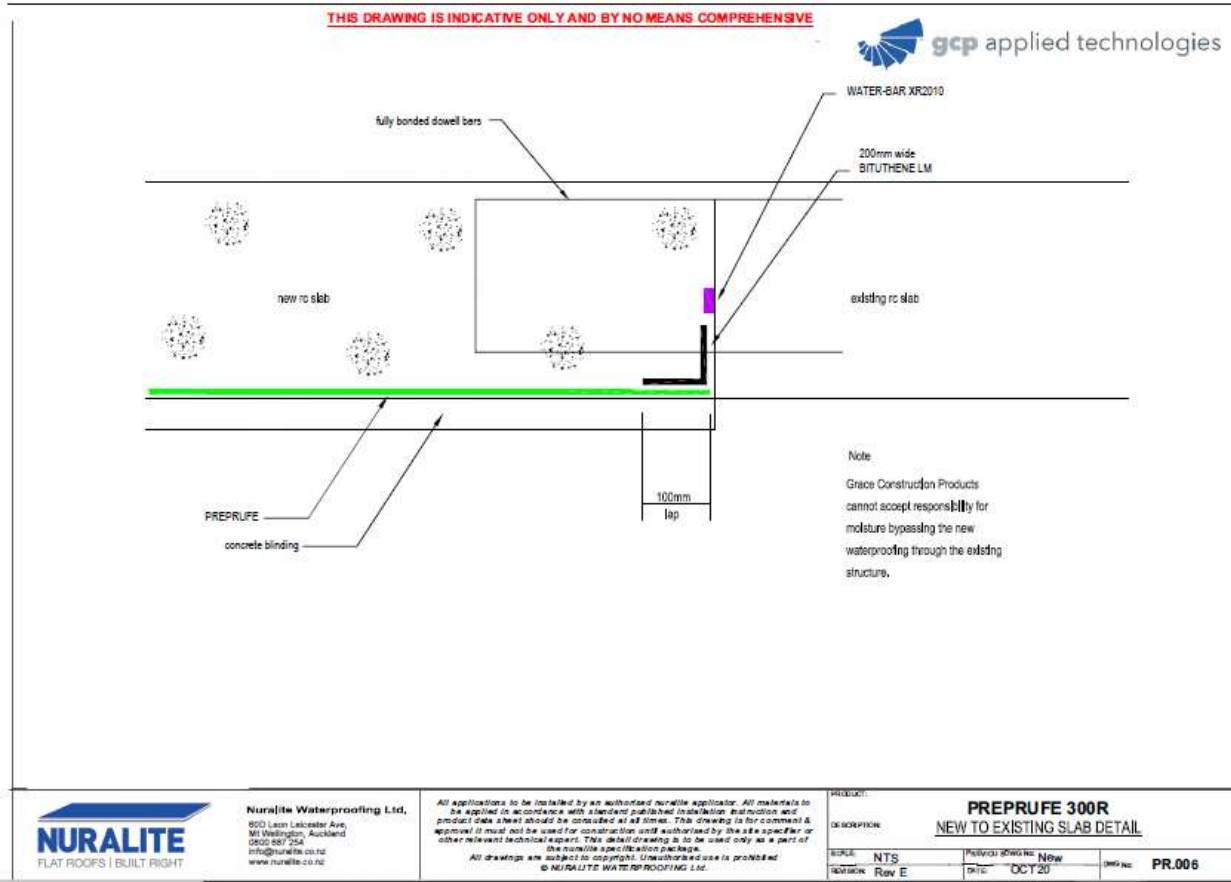 THIS DRAWING IS INDICATIVE ONLY AND BY NO MEANS COMPREHENSIVE
gcp applied technologies
WATER-BAR XR2010
fully bonded dowell bars
200mm wide
BITUTHENE LM
new rc slab
existing rc slab
Note
Grace Construction Products
cannot accept responsibility for
moisture bypassing the new
waterproofing through the existing
structure.
100mm
lap
PREPRUFE
concrete blinding
NURALITE
FLAT ROOFS | BUILT RIGHT
Nuralite Waterproofing Ltd,
60D Leon Leicester Ave,
Mt Wellington, Auckland
0800 687 254
info@nuralite.co.nz
www.nuralite.co.nz
All applications to be installed by an authorised nuralite applicator. All materials to
be applied in accordance with standard published installation instruction and
product data sheet should be consulted at all times. This drawing is for comment &
approval it must not be used for construction until authorised by the site specifier or
other relevant technical expert. This detail drawing is to be used only as a part of
the nuralite specification package.
All drawings are subject to copyright. Unauthorised use is prohibited
© NURALITE WATERPROOFING Ltd.
PRODUCT:
PREPRUFE 300R
DESCRIPTION:
NEW TO EXISTING SLAB DETAIL
SCALE: NTS
New
REVISION: Rev E
DATE: OCT 20
DWG No: PR.006